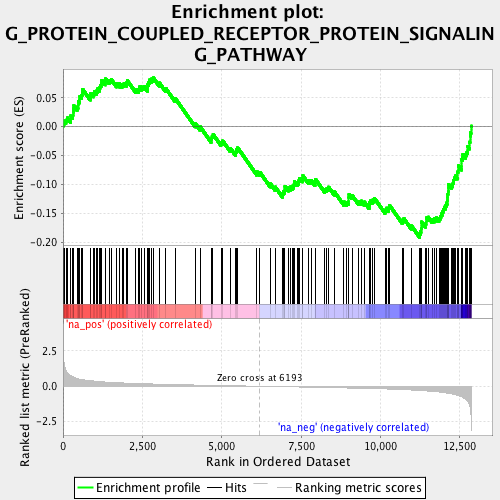 Enrichment plot:
G_PROTEIN_COUPLED_RECEPTOR_PROTEIN_SIGNALIN
G_PATHWAY
Enrichment score (ES)
0.05
0.00
-0.05
-0.10
-0.15
-0.20
'na_pos' (positively correlated)
Ranked list metric (PreRanked)
2.5
0.0
-2.5
Zero cross at 6193
'na_neg' (negatively correlated)
0
2,500
5,000
7,500
10,000
12,500
Rank in Ordered Dataset
Enrichment profile
Hits
Ranking metric scores